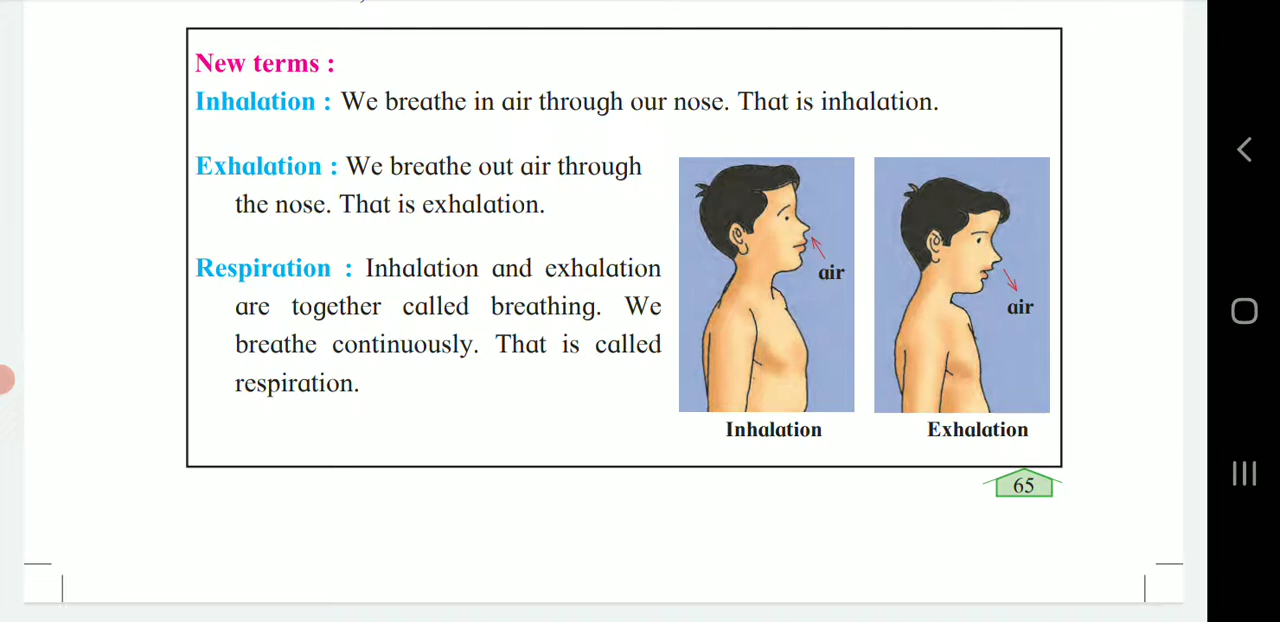 New terms :
Inhalation : We breathe in air through our nose. That is inhalation.
Exhalation : We breathe out air through
the nose. That is exhalation.
Respiration : Inhalation and exhalation
are together called breathing. We
breathe continuously. That is called
respiration.
air
air
Inhalation
Exhalation
65